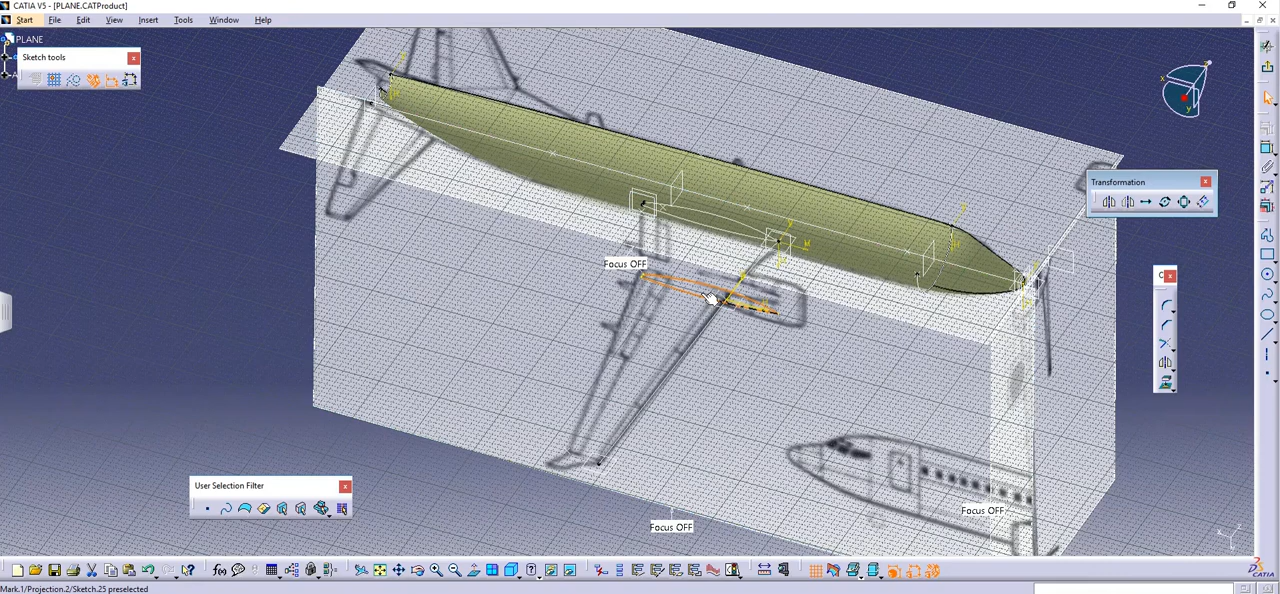 CATIA V5 - [PLANE.CATProduct]
Start File Edit View Insert Tools Window Help
PLANE
A
Sketch tools
Transformation
Focus OFF
User Selection Filter
Focus OFF
Focus OFF
CATIA
Mark.1/Projection.2/Sketch.25 preselected